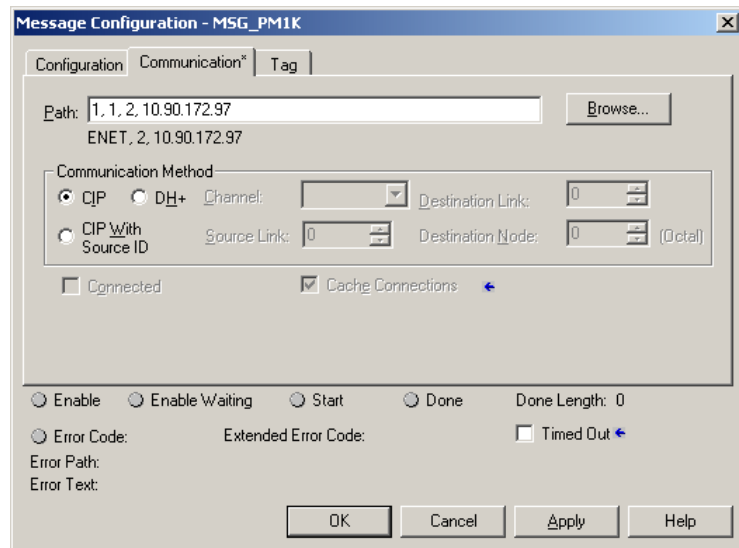 Message Configuration - MSG_PM1K
Configuration Communication* Tag
Path: 1, 1, 2, 10.90.172.97 Browse...
ENET, 2, 10.90.172.97
Communication Method
CIP DH+ Channel: Destination Link: 0
CIP With Source ID Source Link: 0 Destination Node: 0 (Octal)
Connected Cache Connections
Enable Enable Waiting Start Done Done Length: 0
Error Code: Extended Error Code: Timed Out
Error Path:
Error Text:
OK Cancel Apply Help